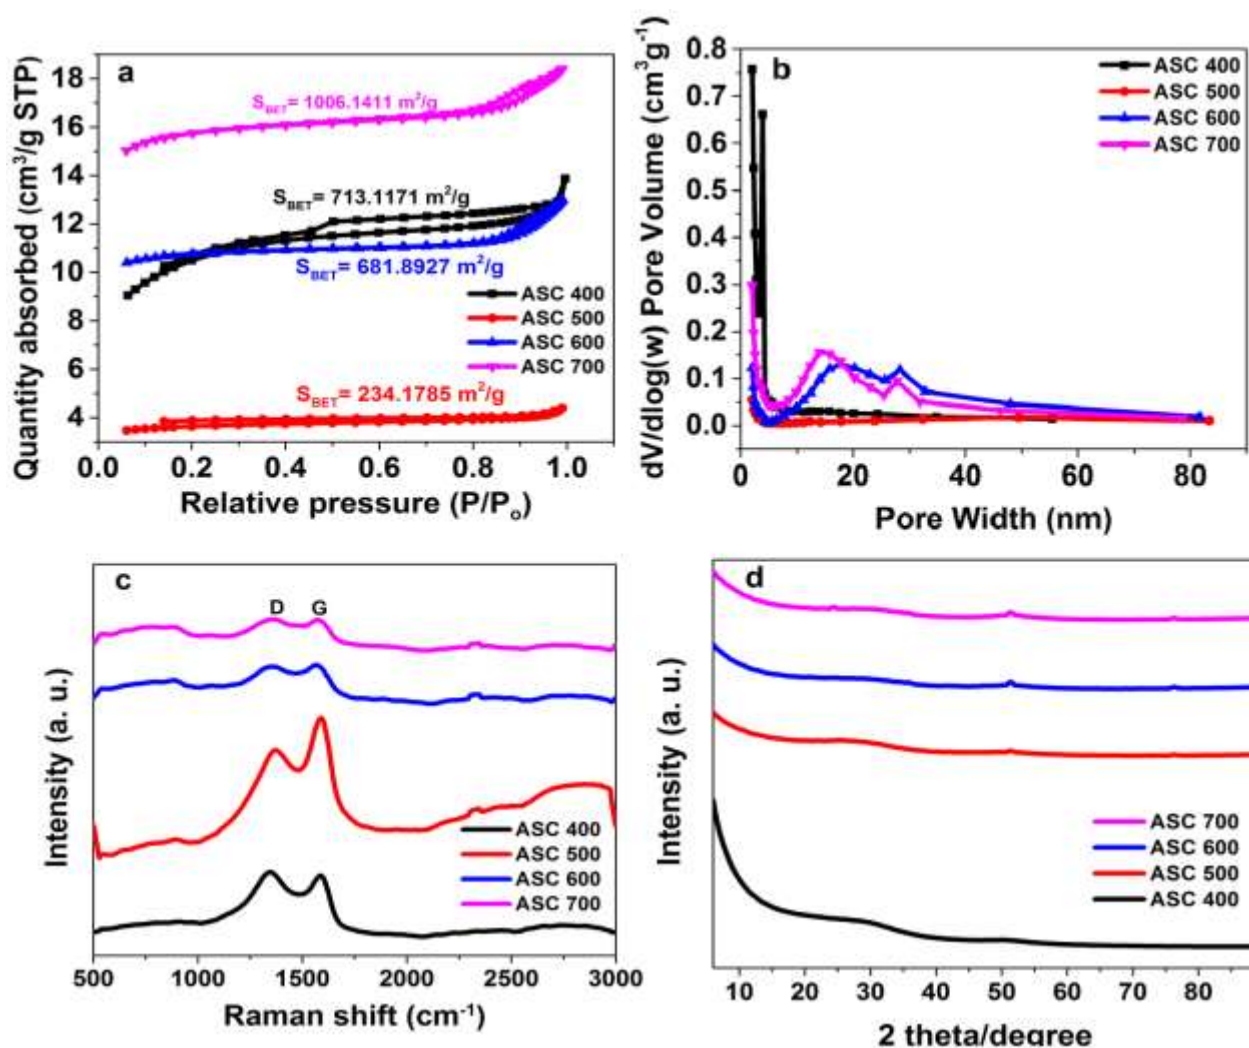 a
Quantity absorbed (cm³/g STP)
18
16
14
12
10
8
6
4
S_BET= 1006.1411 m²/g
S_BET= 713.1171 m²/g
S_BET= 681.8927 m²/g
ASC 400
ASC 500
ASC 600
ASC 700
S_BET= 234.1785 m²/g
0.0 0.2 0.4 0.6 0.8 1.0
Relative pressure (P/P₀)
b
dV/dlog(w) Pore Volume (cm³g⁻¹)
0.8
0.7
0.6
0.5
0.4
0.3
0.2
0.1
0.0
ASC 400
ASC 500
ASC 600
ASC 700
0 20 40 60 80
Pore Width (nm)
c
Intensity (a. u.)
D G
ASC 400
ASC 500
ASC 600
ASC 700
500 1000 1500 2000 2500 3000
Raman shift (cm⁻¹)
d
Intensity (a. u.)
ASC 700
ASC 600
ASC 500
ASC 400
10 20 30 40 50 60 70 80
2 theta/degree